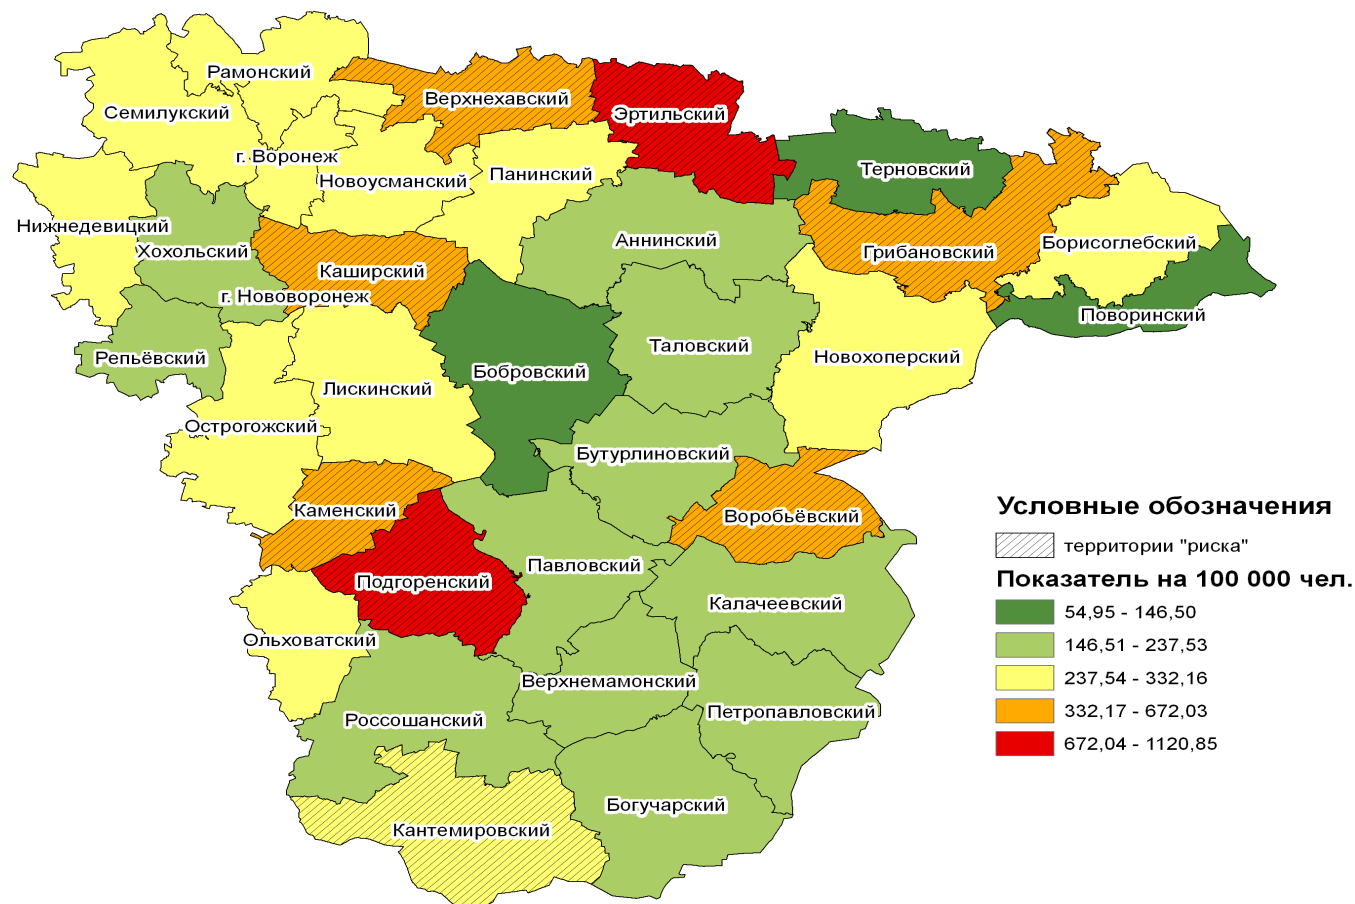 Рамонский
Верхнехавский
Семилукский
Эртильский
г. Воронеж
Новоусманский
Панинский
Терновский
Нижнедевицкий
Хохольский
Аннинский
Грибановский
Борисоглебский
Каширский
г. Нововоронеж
Поворинский
Репьёвский
Таловский
Новохоперский
Бобровский
Лискинский
Острогожский
Бутурлиновский
Каменский
Воробьёвский
Подгоренский
Павловский
Калачеевский
Ольховатский
Верхнемамонский
Россошанский
Петропавловский
Богучарский
Кантемировский
Условные обозначения
территории "риска"
Показатель на 100 000 чел.
54,95 - 146,50
146,51 - 237,53
237,54 - 332,16
332,17 - 672,03
672,04 - 1120,85